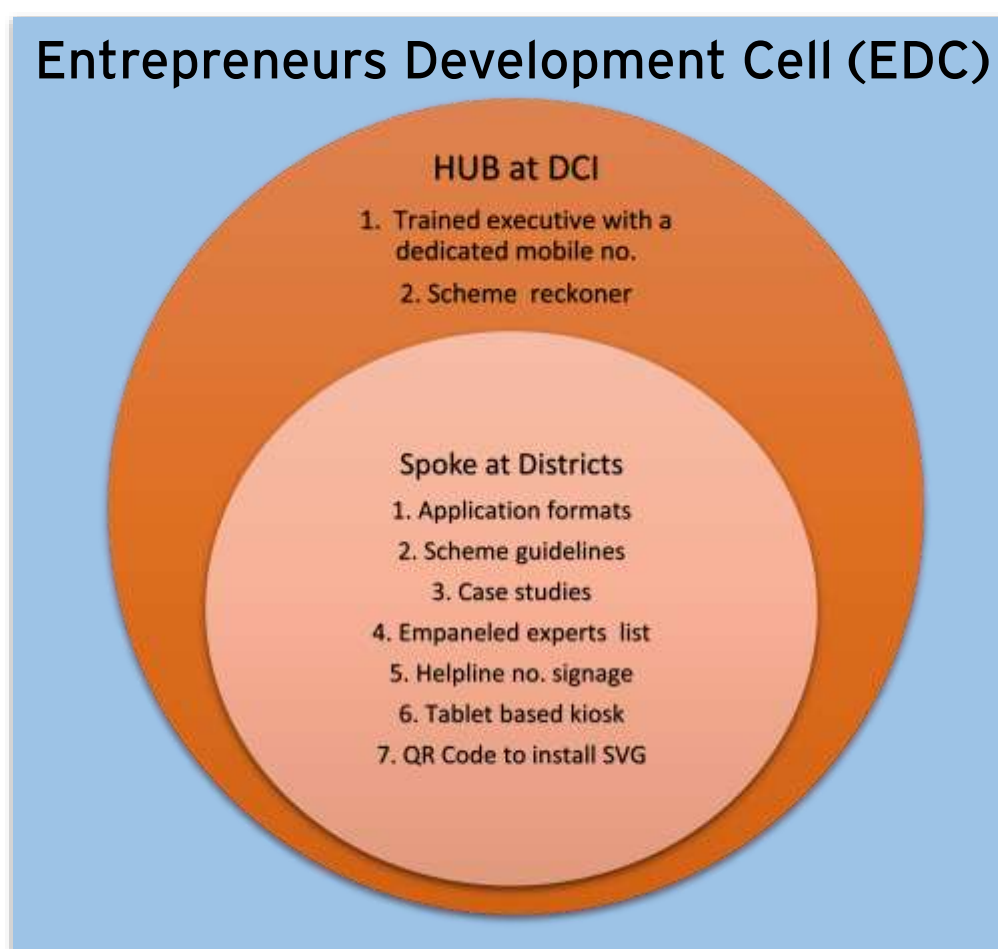 Entrepreneurs Development Cell (EDC)
HUB at DCI
1. Trained executive with a
dedicated mobile no.
2. Scheme reckoner
Spoke at Districts
1. Application formats
2. Scheme guidelines
3. Case studies
4. Empaneled experts list
5. Helpline no. signage
6. Tablet based kiosk
7. QR Code to install SVG